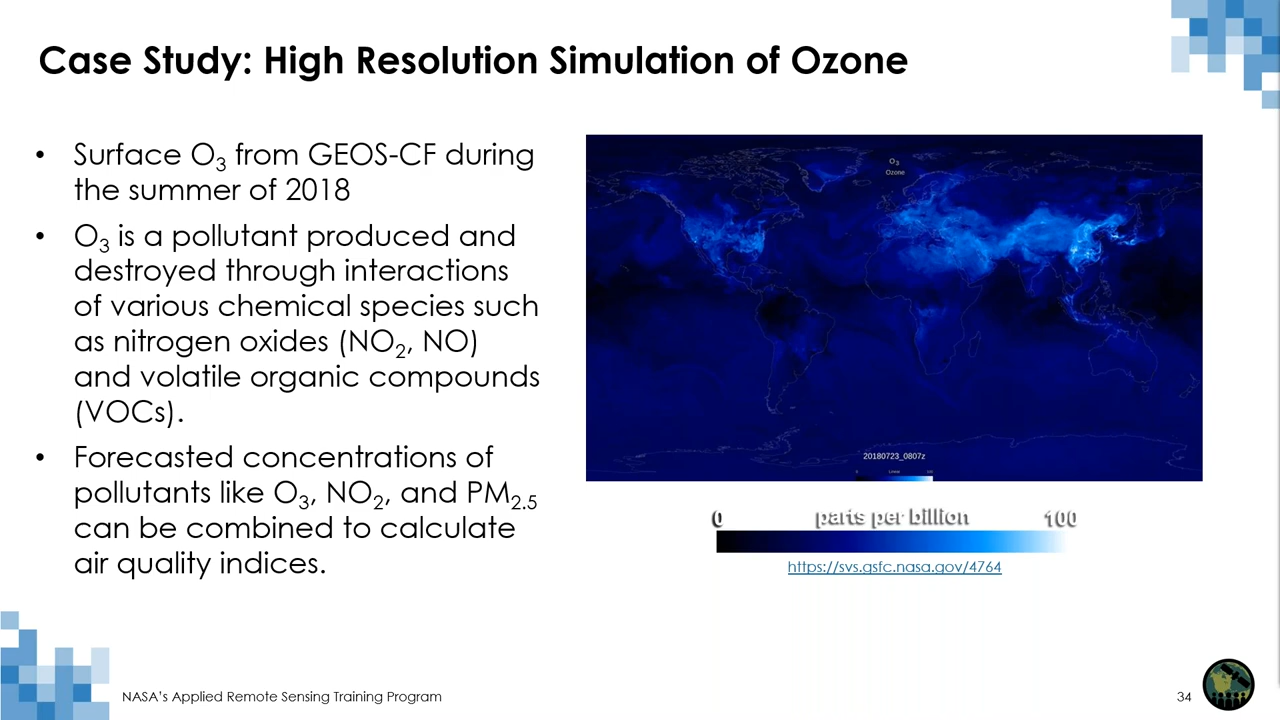 Case Study: High Resolution Simulation of Ozone
• Surface O₃ from GEOS-CF during
the summer of 2018
• O₃ is a pollutant produced and
destroyed through interactions
of various chemical species such
as nitrogen oxides (NO₂, NO)
and volatile organic compounds
(VOCs).
• Forecasted concentrations of
pollutants like O₃, NO₂, and PM₂.₅
can be combined to calculate
air quality indices.
O₃
Ozone
20180723_0807z
0 Linear 100
0 parts per billion 100
https://svs.gsfc.nasa.gov/4764
NASA's Applied Remote Sensing Training Program
34